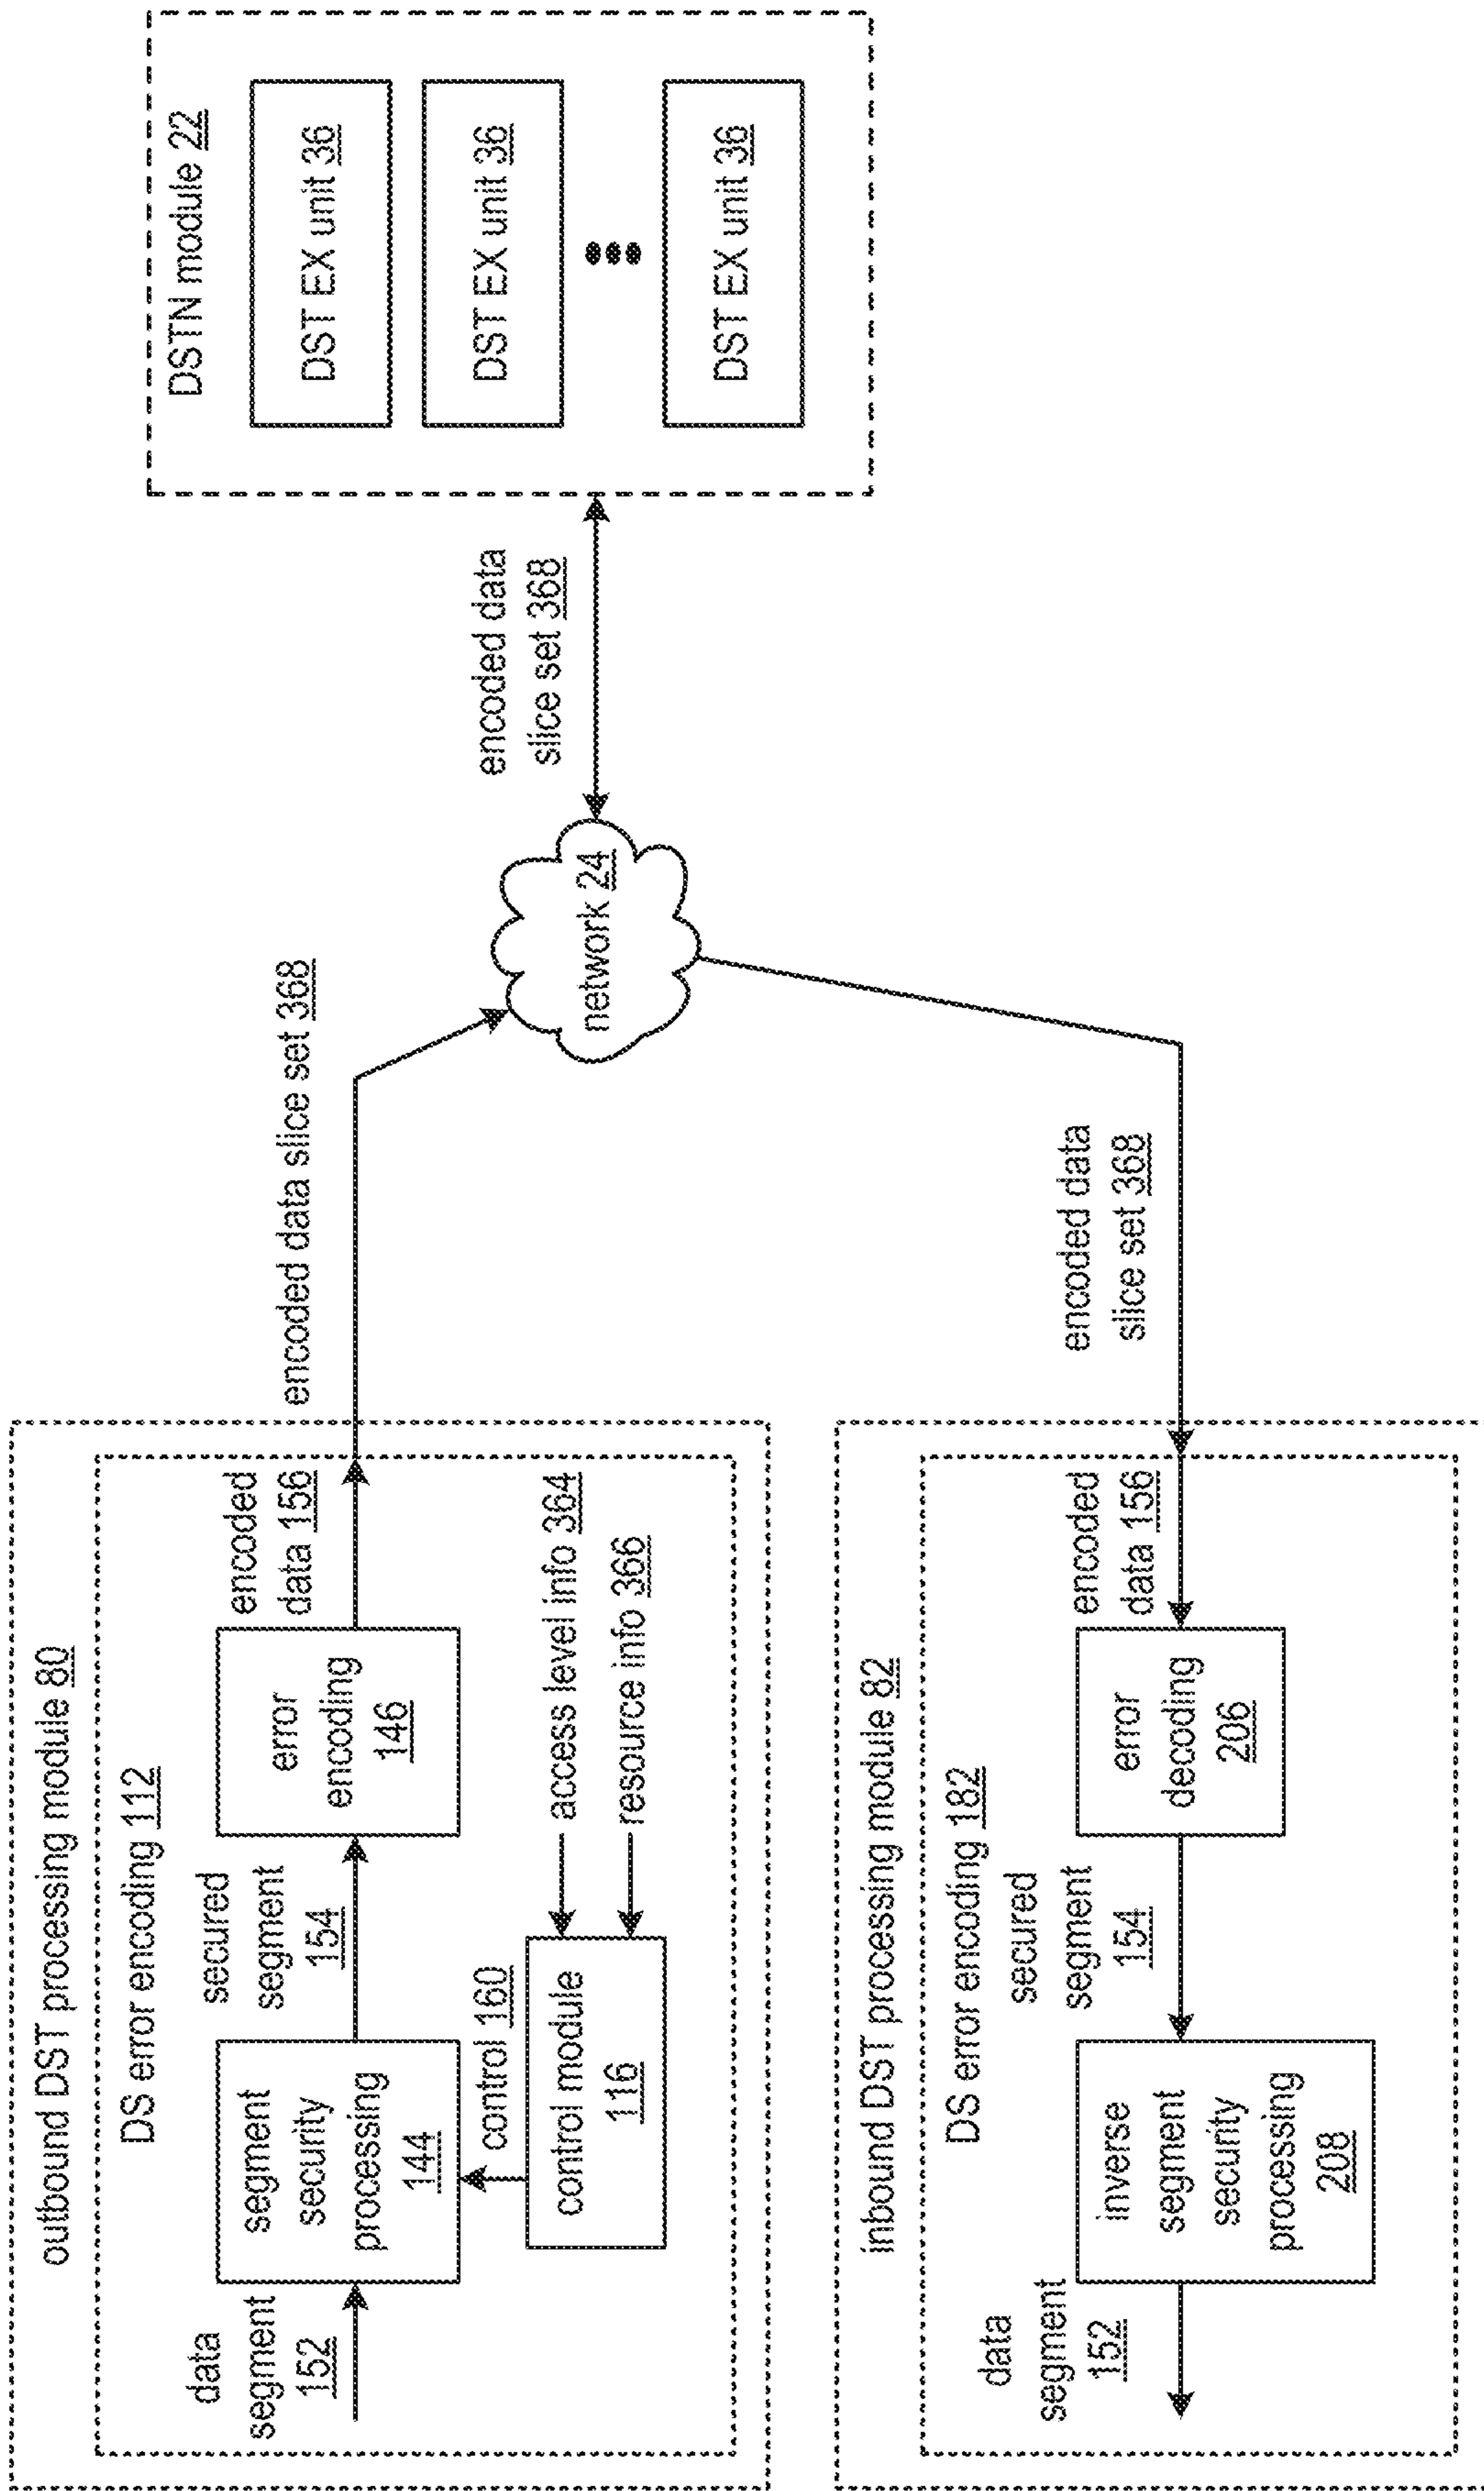 outbound DST processing module 80
DS error encoding 112
data
segment
152
segment
security
processing
144
secured
segment
154
error
encoding
146
encoded
data 156
control 160
control module
116
access level info 364
resource info 366
encoded data slice set 368
network 24
encoded data
slice set 368
DSTN module 22
DST EX unit 36
DST EX unit 36
DST EX unit 36
inbound DST processing module 82
DS error encoding 182
data
segment
152
inverse
segment
security
processing
208
secured
segment
154
error
decoding
206
encoded
data 156
encoded data
slice set 368